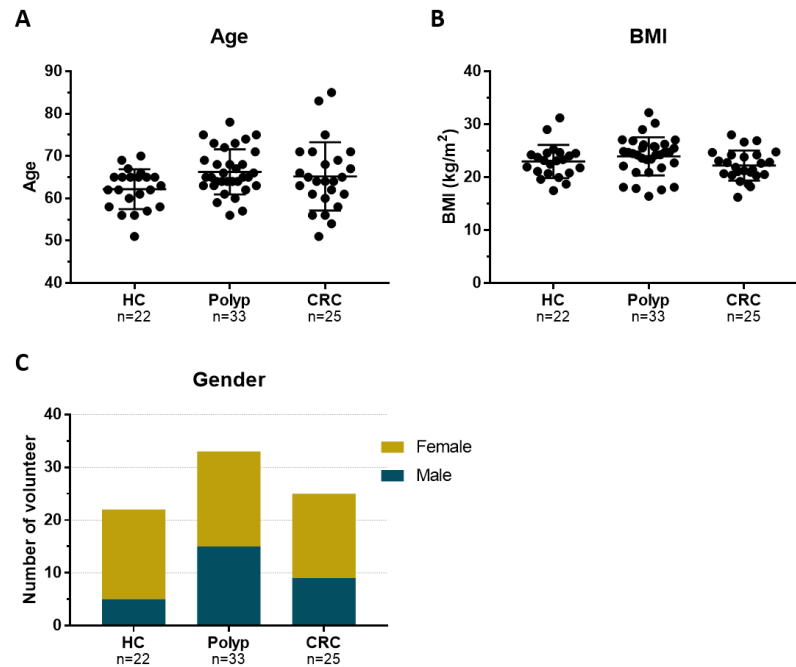 A
Age
90
80
70
60
50
40
Age
HC
n=22
Polyp
n=33
CRC
n=25
B
BMI
40
30
20
10
0
BMI (kg/m²)
HC
n=22
Polyp
n=33
CRC
n=25
C
Gender
40
30
20
10
0
Number of volunteer
HC
n=22
Polyp
n=33
CRC
n=25
Female
Male